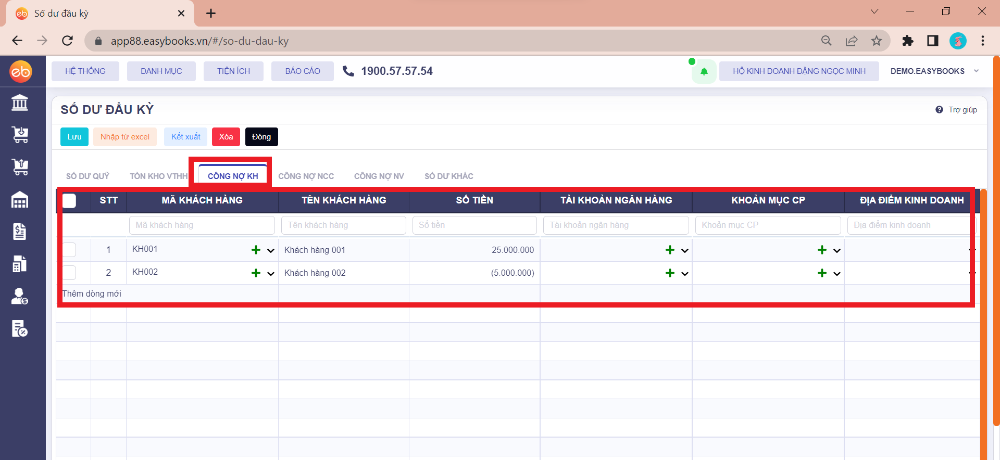 Số dư đầu kỳ
app88.easybooks.vn/#/so-du-dau-ky
eb
HỆ THỐNG DANH MỤC TIỆN ÍCH BÁO CÁO 1900.57.57.54 HỘ KINH DOANH ĐẶNG NGỌC MINH DEMO.EASYBOOKS
SỐ DƯ ĐẦU KỲ Trợ giúp
Lưu Nhập từ excel Kết xuất Xóa Đóng
SỐ DƯ QUỸ TỒN KHO VTHH CÔNG NỢ KH CÔNG NỢ NCC CÔNG NỢ NV SỐ DƯ KHÁC
STT MÃ KHÁCH HÀNG TÊN KHÁCH HÀNG SỐ TIỀN TÀI KHOẢN NGÂN HÀNG KHOẢN MỤC CP ĐỊA ĐIỂM KINH DOANH
Mã khách hàng Tên khách hàng Số tiền Tài khoản ngân hàng Khoản mục CP Địa điểm kinh doanh
1 KH001 Khách hàng 001 25.000.000
2 KH002 Khách hàng 002 (5.000.000)
Thêm dòng mới